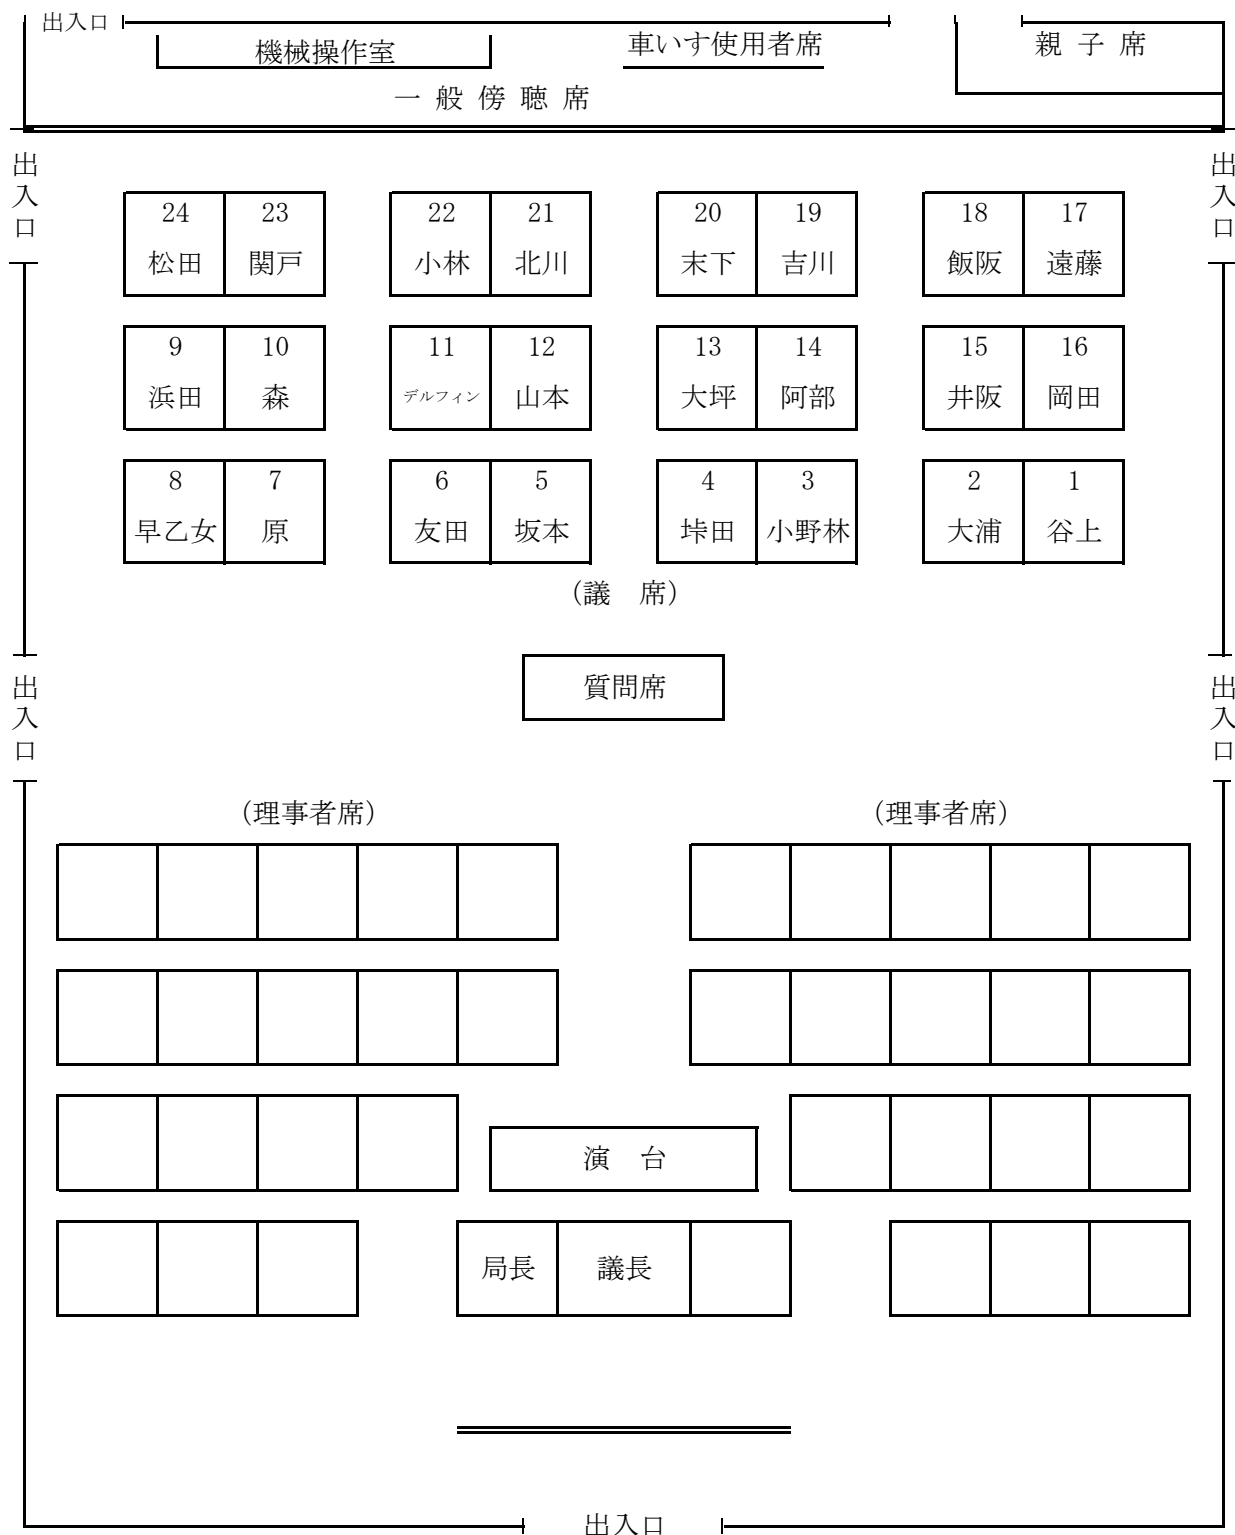 出入口
機械操作室
車いす使用者席
親 子 席
一 般 傍 聴 席
出入口
出入口
24 23 22 21 20 19 18 17
松田 関戸 小林 北川 末下 吉川 飯阪 遠藤
9 10 11 12 13 14 15 16
浜田 森 デルフィン 山本 大坪 阿部 井阪 岡田
8 7 6 5 4 3 2 1
早乙女 原 友田 坂本 垰田 小野林 大浦 谷上
（議　席）
質問席
出入口
出入口
（理事者席） （理事者席）
演　台
局長 議長
出入口